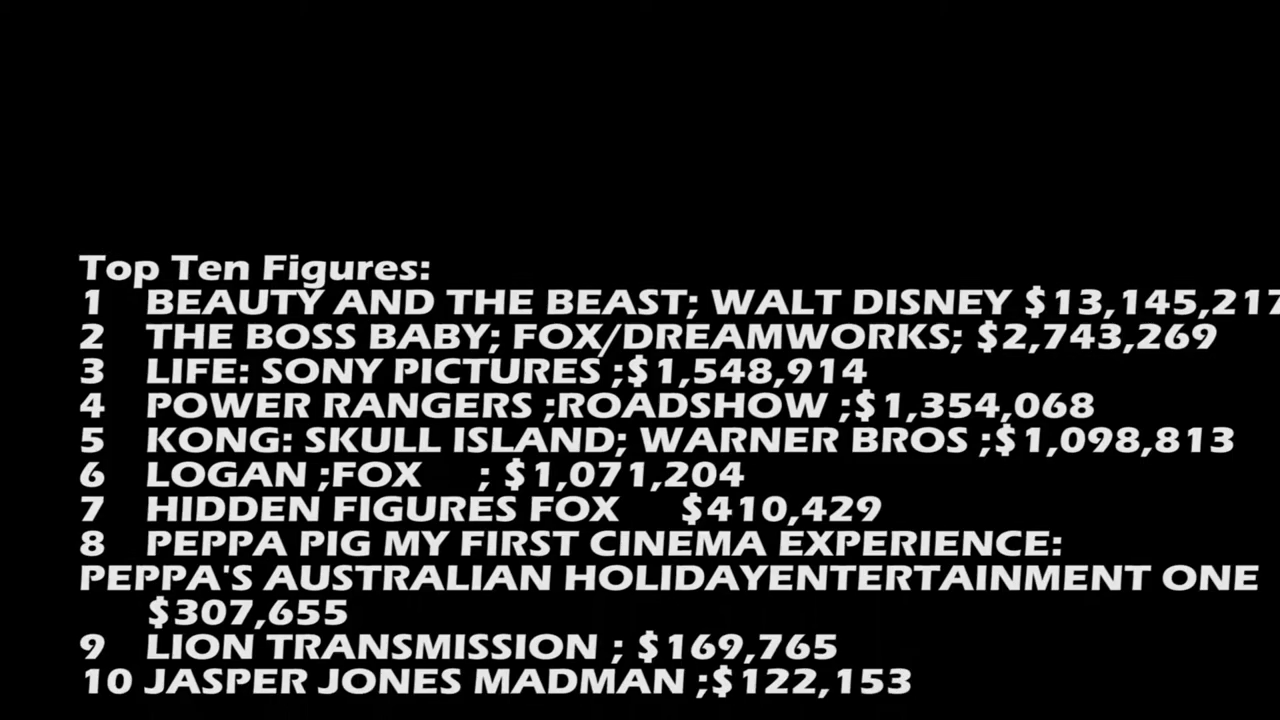 Top Ten Figures:
1 BEAUTY AND THE BEAST; WALT DISNEY $13,145,217
2 THE BOSS BABY; FOX/DREAMWORKS; $2,743,269
3 LIFE: SONY PICTURES ;$1,548,914
4 POWER RANGERS ;ROADSHOW ;$1,354,068
5 KONG: SKULL ISLAND; WARNER BROS ;$1,098,813
6 LOGAN ;FOX ; $1,071,204
7 HIDDEN FIGURES FOX $410,429
8 PEPPA PIG MY FIRST CINEMA EXPERIENCE:
PEPPA'S AUSTRALIAN HOLIDAYENTERTAINMENT ONE
$307,655
9 LION TRANSMISSION ; $169,765
10 JASPER JONES MADMAN ;$122,153